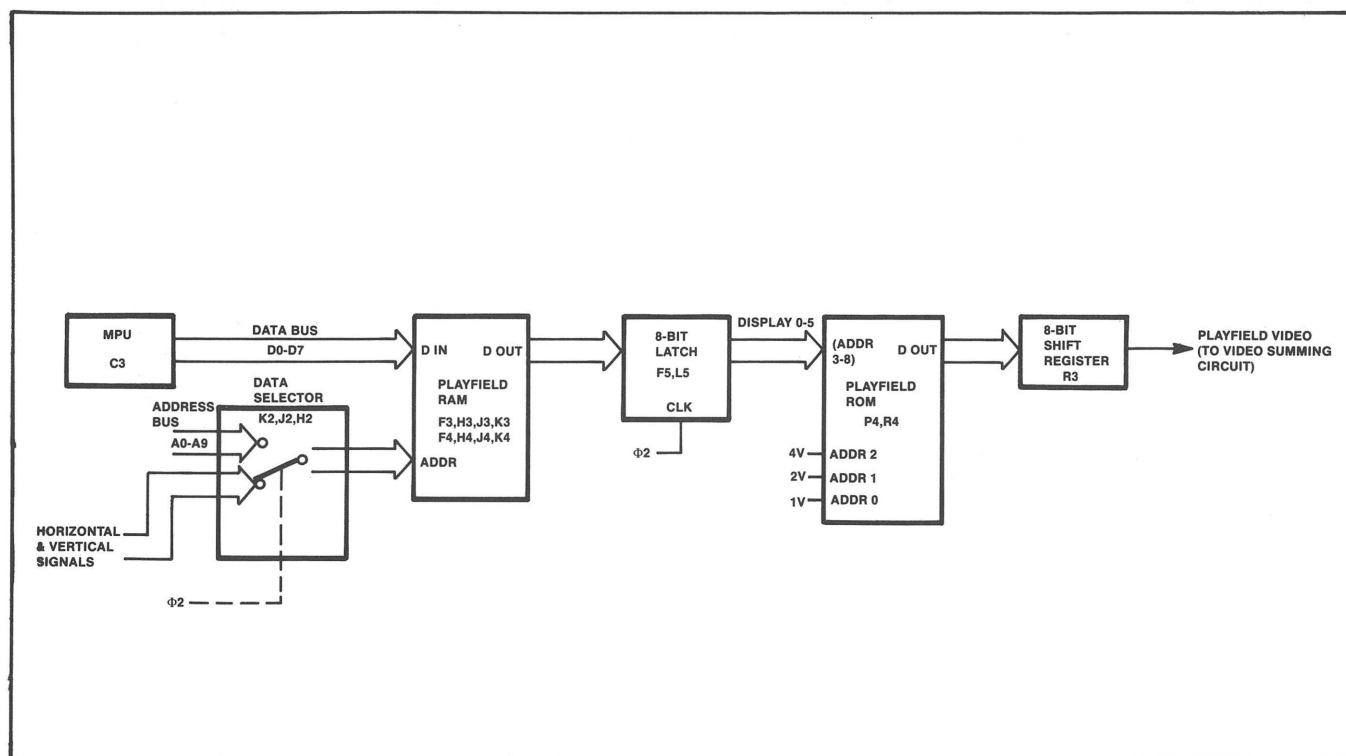 MPU
C3
DATA BUS
D0-D7
DATA
SELECTOR
K2,J2,H2
ADDRESS
BUS
A0-A9
HORIZONTAL
& VERTICAL
SIGNALS
Φ2
D IN
D OUT
PLAYFIELD
RAM
F3,H3,J3,K3
F4,H4,J4,K4
ADDR
8-BIT
LATCH
F5,L5
CLK
Φ2
DISPLAY 0-5
(ADDR
3-8)
D OUT
PLAYFIELD
ROM
P4,R4
4V
ADDR 2
2V
ADDR 1
1V
ADDR 0
8-BIT
SHIFT
REGISTER
R3
PLAYFIELD VIDEO
(TO VIDEO SUMMING
CIRCUIT)